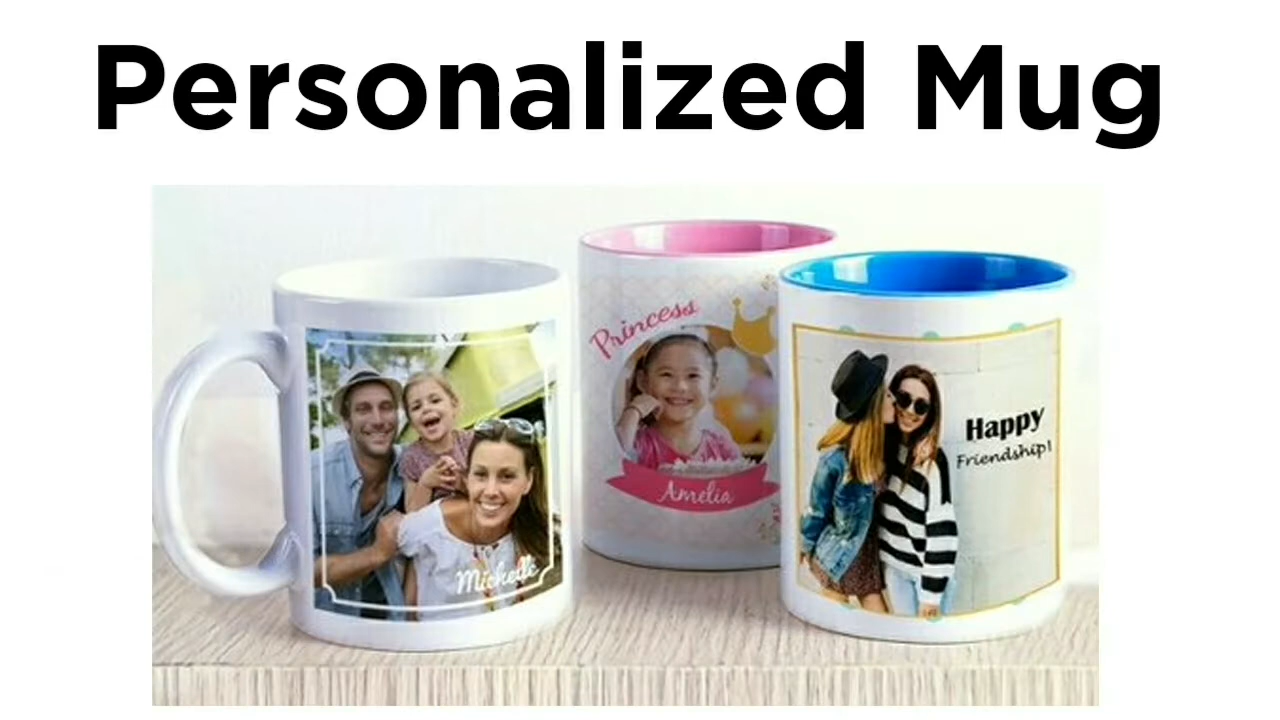 Personalized Mug
Michelle
Princess
Amelia
Happy
Friendship!